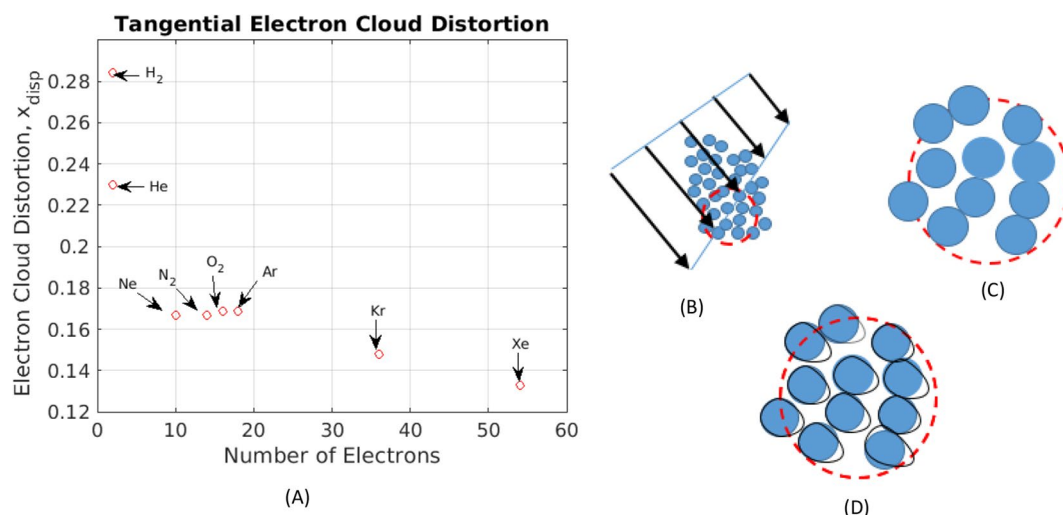 Tangential Electron Cloud Distortion
Electron Cloud Distortion, x_disp
0.28
0.26
0.24
0.22
0.2
0.18
0.16
0.14
0.12
H2
He
Ne
N2
O2
Ar
Kr
Xe
0
10
20
30
40
50
60
Number of Electrons
(A)
(B)
(C)
(D)